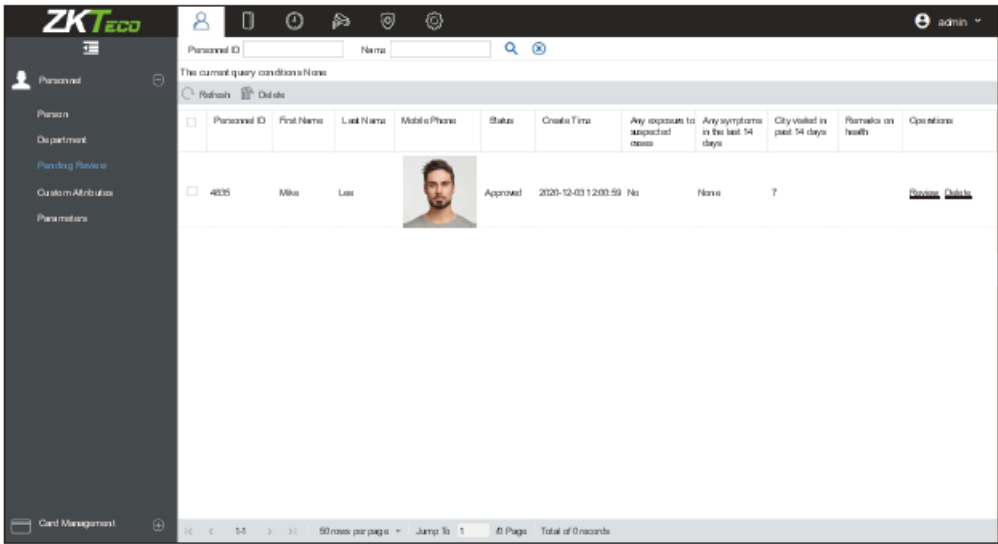 ZKTECO
admin
Personnel ID Name
The current query conditions None
Refresh Delete
Personnel
Person
Department
Pending Review
Custom Attributes
Parameters
Personnel ID First Name Last Name Mobile Phone Status Create Time Any exposure to suspected cases Any symptoms in the last 14 days City visited in past 14 days Remarks on health Operations
4835 Mike Lee Approved 2020-12-03 12:00:59 No None 7 Review Delete
Card Management
1-1 50 rows per page Jump To 1 /0 Page Total of 0 records